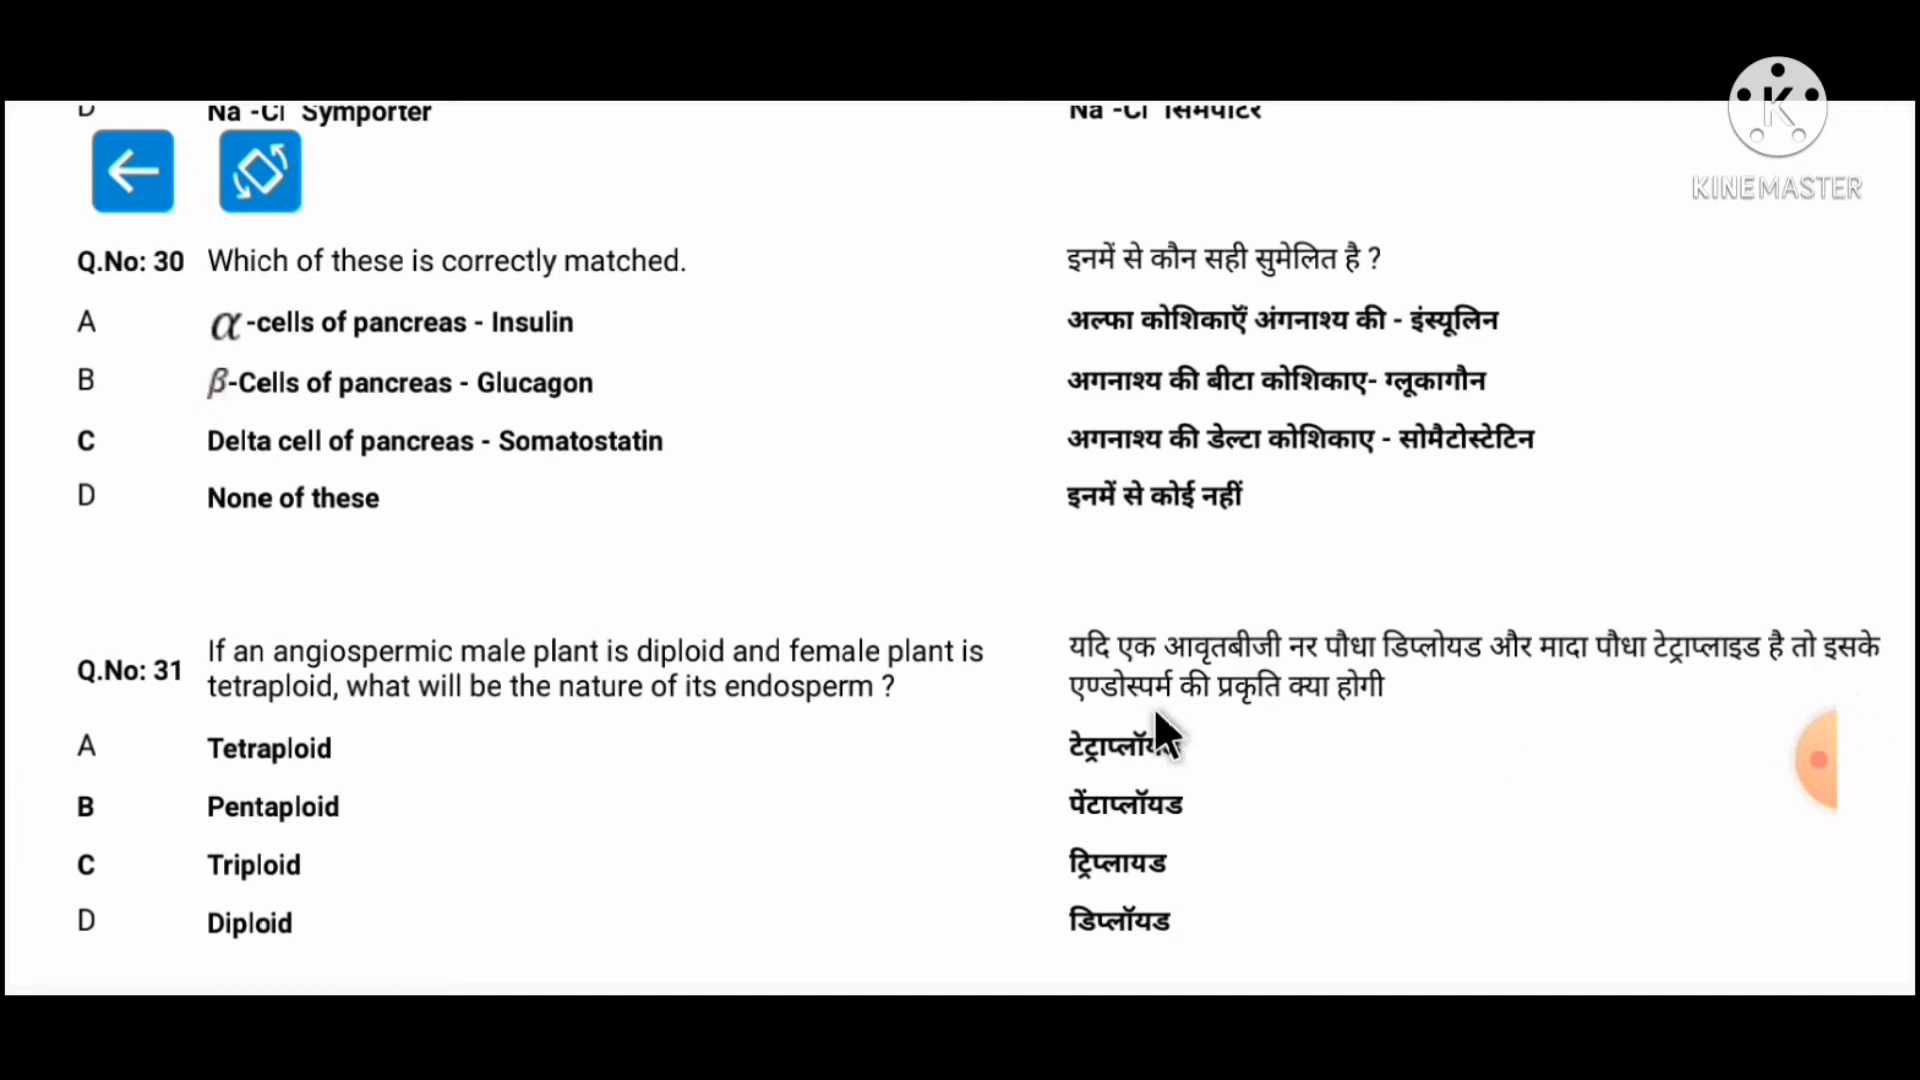 D Na -Cl Symporter Na -Cl सिमपोर्टर
KINEMASTER
Q.No: 30 Which of these is correctly matched. इनमें से कौन सही सुमेलित है ?
A α-cells of pancreas - Insulin अल्फा कोशिकाएँ अंगनाश्य की - इंस्यूलिन
B β-Cells of pancreas - Glucagon अगनाश्य की बीटा कोशिकाए- ग्लूकागौन
C Delta cell of pancreas - Somatostatin अगनाश्य की डेल्टा कोशिकाए - सोमैटोस्टेटिन
D None of these इनमें से कोई नहीं
Q.No: 31 If an angiospermic male plant is diploid and female plant is यदि एक आवृतबीजी नर पौधा डिप्लोयड और मादा पौधा टेट्राप्लाइड है तो इसके
tetraploid, what will be the nature of its endosperm ? एण्डोस्पर्म की प्रकृति क्या होगी
A Tetraploid
B Pentaploid पेंटाप्लॉयड
C Triploid ट्रिप्लायड
D Diploid डिप्लॉयड